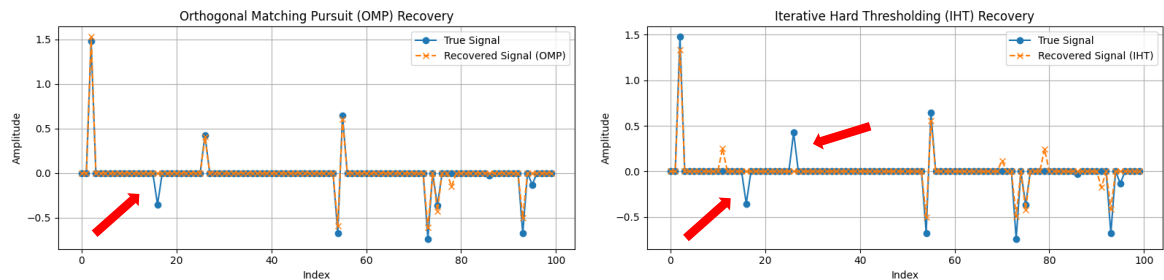 Orthogonal Matching Pursuit (OMP) Recovery
True Signal
Recovered Signal (OMP)
Amplitude
1.5
1.0
0.5
0.0
−0.5
0 20 40 60 80 100
Index
Iterative Hard Thresholding (IHT) Recovery
True Signal
Recovered Signal (IHT)
Amplitude
1.5
1.0
0.5
0.0
−0.5
0 20 40 60 80 100
Index